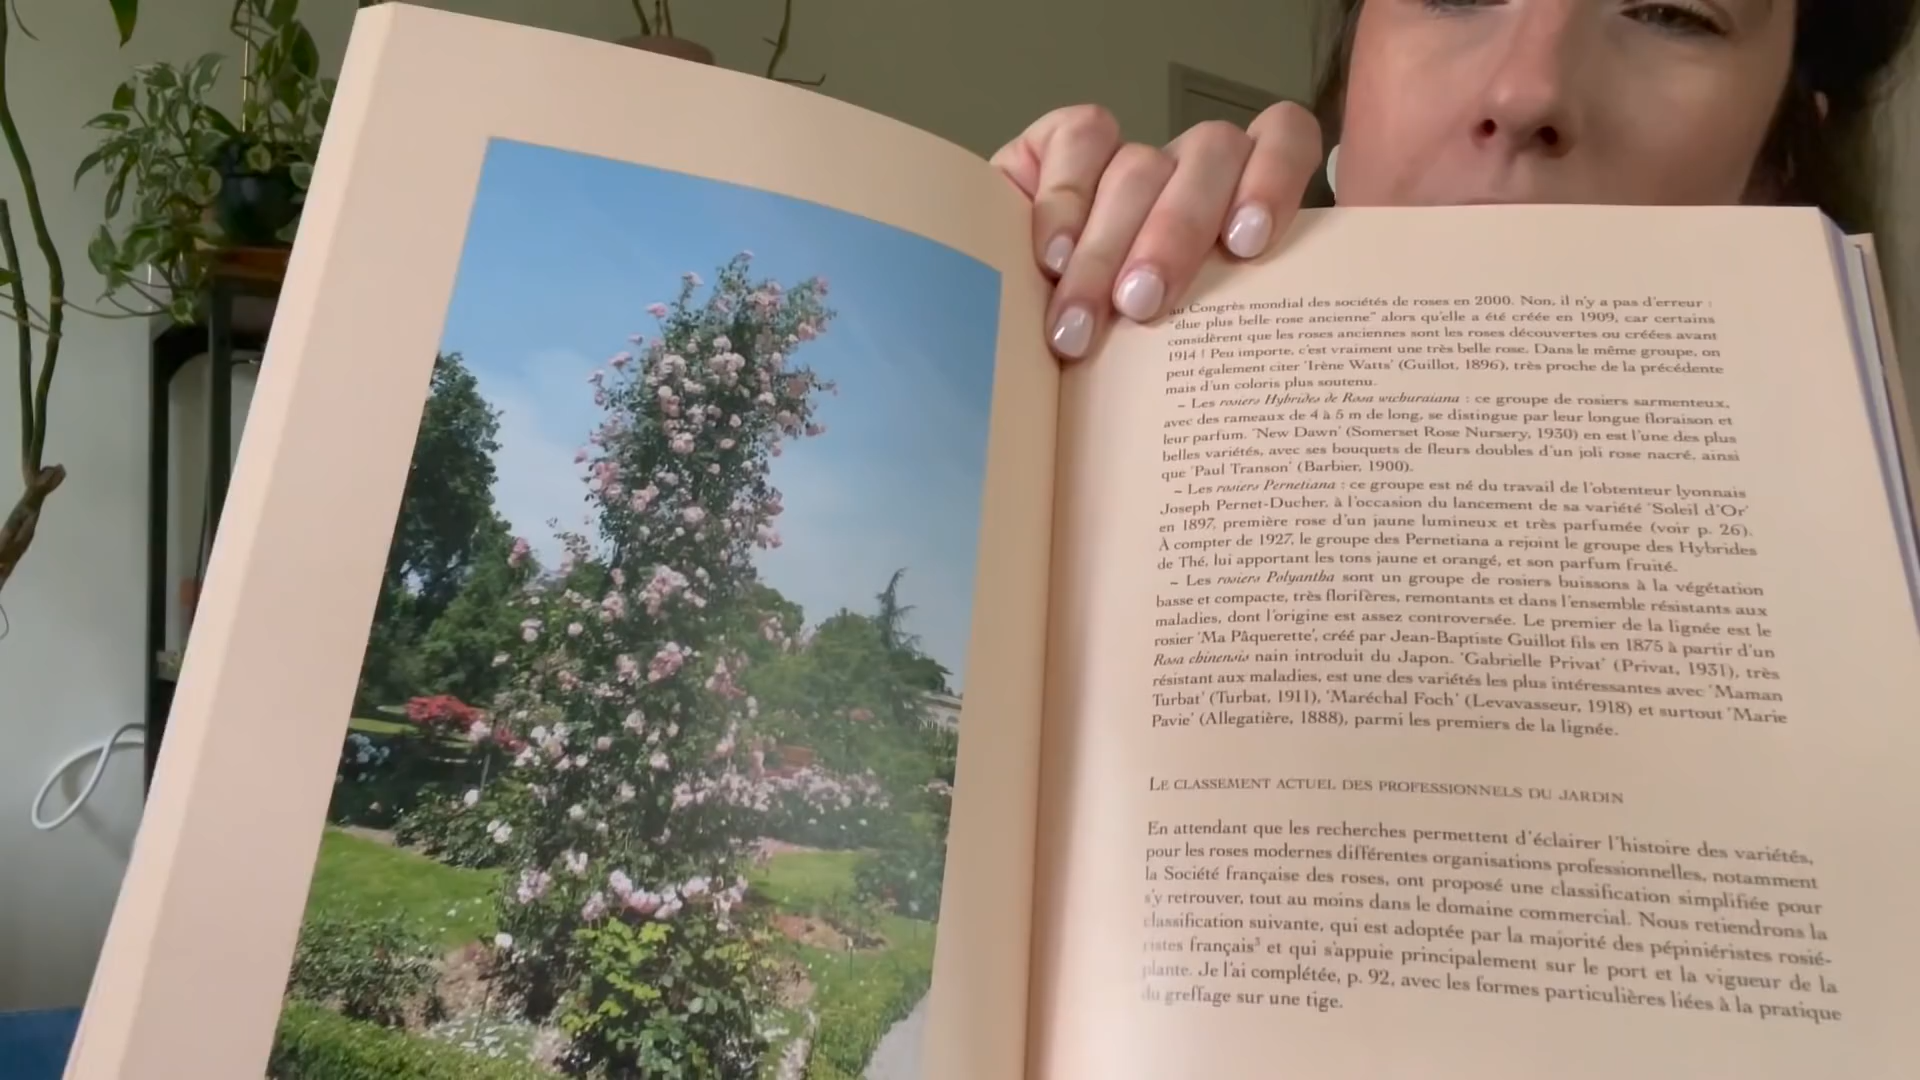 au Congrès mondial des sociétés de roses en 2000. Non, il n'y a pas d'erreur :
"élue plus belle rose ancienne" alors qu'elle a été créée en 1909, car certains
considèrent que les roses anciennes sont les roses découvertes ou créées avant
1914 ! Peu importe, c'est vraiment une très belle rose. Dans le même groupe, on
peut également citer 'Irène Watts' (Guillot, 1896), très proche de la précédente
mais d'un coloris plus soutenu.
– Les rosiers Hybrides de Rosa wichuraiana : ce groupe de rosiers sarmenteux,
avec des rameaux de 4 à 5 m de long, se distingue par leur longue floraison et
leur parfum. 'New Dawn' (Somerset Rose Nursery, 1930) en est l'une des plus
belles variétés, avec ses bouquets de fleurs doubles d'un joli rose nacré, ainsi
que 'Paul Transon' (Barbier, 1900).
– Les rosiers Pernetiana : ce groupe est né du travail de l'obtenteur lyonnais
Joseph Pernet-Ducher, à l'occasion du lancement de sa variété 'Soleil d'Or'
en 1897, première rose d'un jaune lumineux et très parfumée (voir p. 26).
À compter de 1927, le groupe des Pernetiana a rejoint le groupe des Hybrides
de Thé, lui apportant les tons jaune et orangé, et son parfum fruité.
– Les rosiers Polyantha sont un groupe de rosiers buissons à la végétation
basse et compacte, très florifères, remontants et dans l'ensemble résistants aux
maladies, dont l'origine est assez controversée. Le premier de la lignée est le
rosier 'Ma Pâquerette', créé par Jean-Baptiste Guillot fils en 1875 à partir d'un
Rosa chinensis nain introduit du Japon. 'Gabrielle Privat' (Privat, 1931), très
résistant aux maladies, est une des variétés les plus intéressantes avec 'Maman
Turbat' (Turbat, 1911), 'Maréchal Foch' (Levavasseur, 1918) et surtout 'Marie
Pavie' (Allegatière, 1888), parmi les premiers de la lignée.
LE CLASSEMENT ACTUEL DES PROFESSIONNELS DU JARDIN
En attendant que les recherches permettent d'éclairer l'histoire des variétés,
pour les roses modernes différentes organisations professionnelles, notamment
la Société française des roses, ont proposé une classification simplifiée pour
s'y retrouver, tout au moins dans le domaine commercial. Nous retiendrons la
classification suivante, qui est adoptée par la majorité des pépiniéristes rosié-
ristes français³ et qui s'appuie principalement sur le port et la vigueur de la
plante. Je l'ai complétée, p. 92, avec les formes particulières liées à la pratique
du greffage sur une tige.